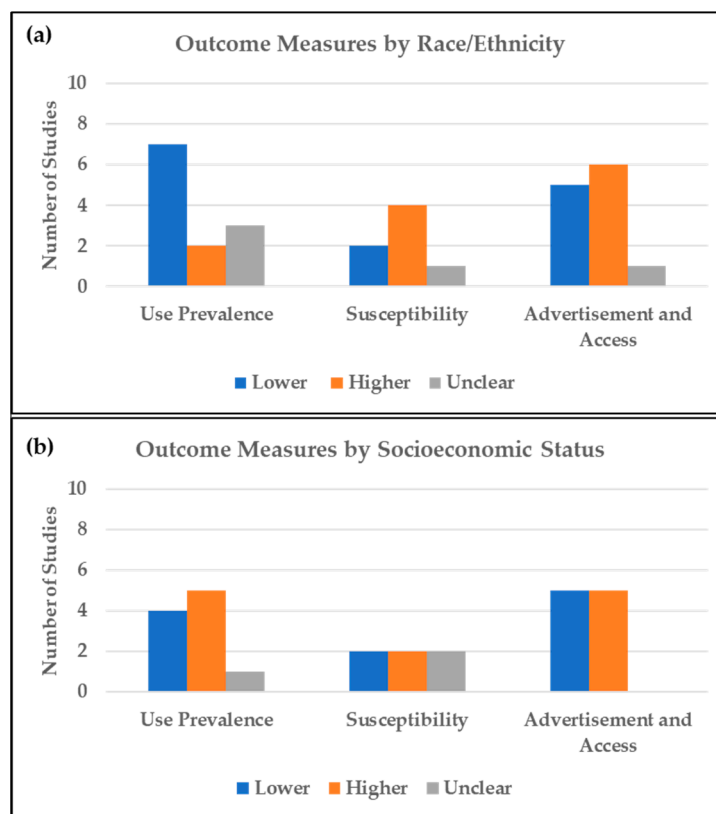 (a)
Outcome Measures by Race/Ethnicity
Number of Studies
10
8
6
4
2
0
Use Prevalence
Susceptibility
Advertisement and
Access
Lower Higher Unclear
(b)
Outcome Measures by Socioeconomic Status
Number of Studies
10
8
6
4
2
0
Use Prevalence
Susceptibility
Advertisement and
Access
Lower Higher Unclear